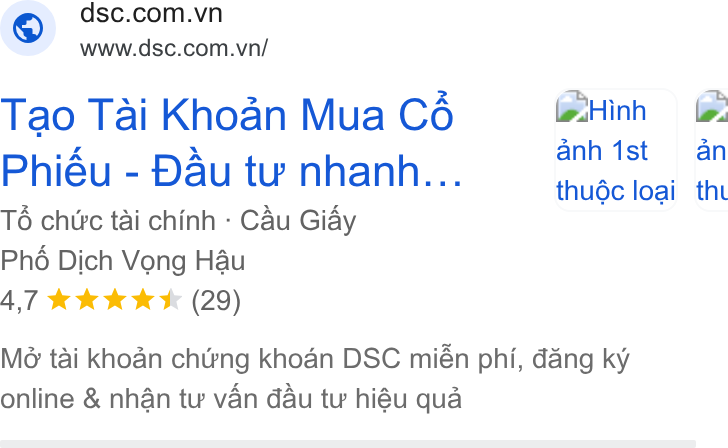 dsc.com.vn
www.dsc.com.vn/
Tạo Tài Khoản Mua Cổ
Phiếu - Đầu tư nhanh…
Hình
ảnh 1st
thuộc loại
Tổ chức tài chính · Cầu Giấy
Phố Dịch Vọng Hậu
4,7 (29)
Mở tài khoản chứng khoán DSC miễn phí, đăng ký
online & nhận tư vấn đầu tư hiệu quả